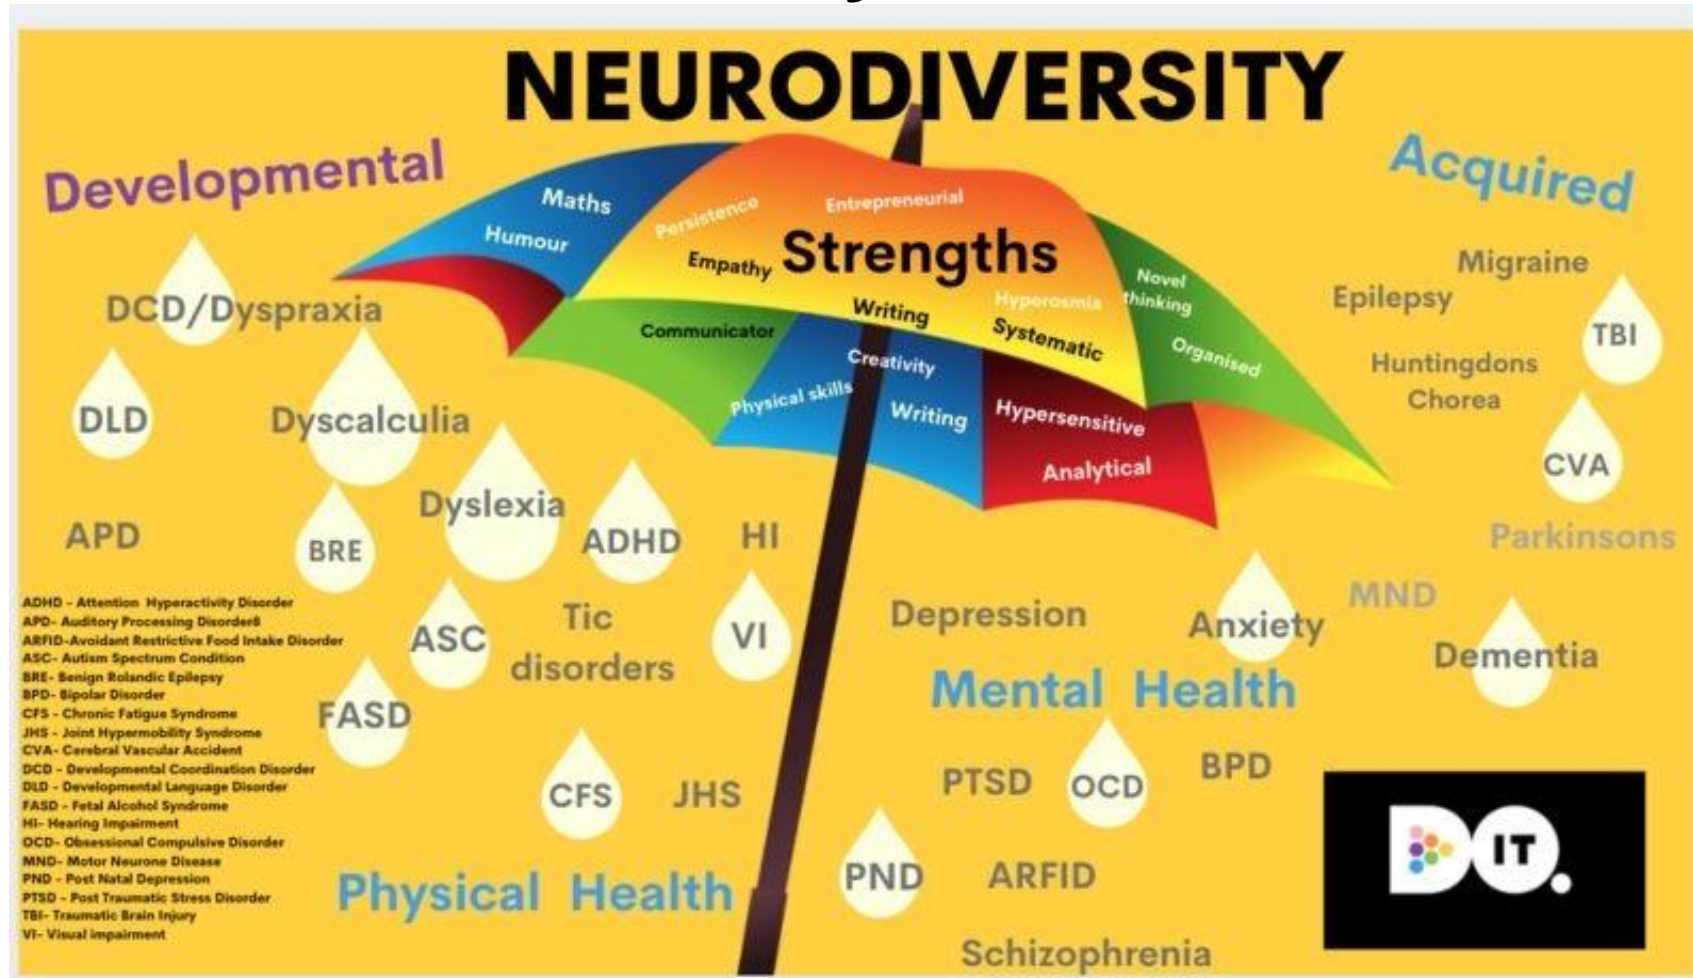 NEURODIVERSITY
Developmental
Acquired
Maths
Humour
Persistence
Entrepreneurial
Empathy
Strengths
Writing
Hyperosmia
Systematic
Novel
thinking
Organised
Communicator
Creativity
Physical skills
Writing
Hypersensitive
Analytical
DCD/Dyspraxia
DLD
Dyscalculia
Dyslexia
APD
BRE
ADHD
HI
ASC
Tic
disorders
VI
FASD
CFS
JHS
Physical Health
Migraine
Epilepsy
TBI
Huntingdons
Chorea
CVA
Parkinsons
MND
Dementia
Depression
Anxiety
Mental Health
PTSD
OCD
BPD
PND
ARFID
Schizophrenia
ADHD - Attention Hyperactivity Disorder
APD- Auditory Processing Disorder8
ARFID-Avoidant Restrictive Food Intake Disorder
ASC- Autism Spectrum Condition
BRE- Benign Rolandic Epilepsy
BPD- Bipolar Disorder
CFS - Chronic Fatigue Syndrome
JHS - Joint Hypermobility Syndrome
CVA- Cerebral Vascular Accident
DCD - Developmental Coordination Disorder
DLD - Developmental Language Disorder
FASD - Fetal Alcohol Syndrome
HI- Hearing Impairment
OCD- Obsessional Compulsive Disorder
MND- Motor Neurone Disease
PND - Post Natal Depression
PTSD - Post Traumatic Stress Disorder
TBI- Traumatic Brain Injury
VI- Visual impairment
DO IT.